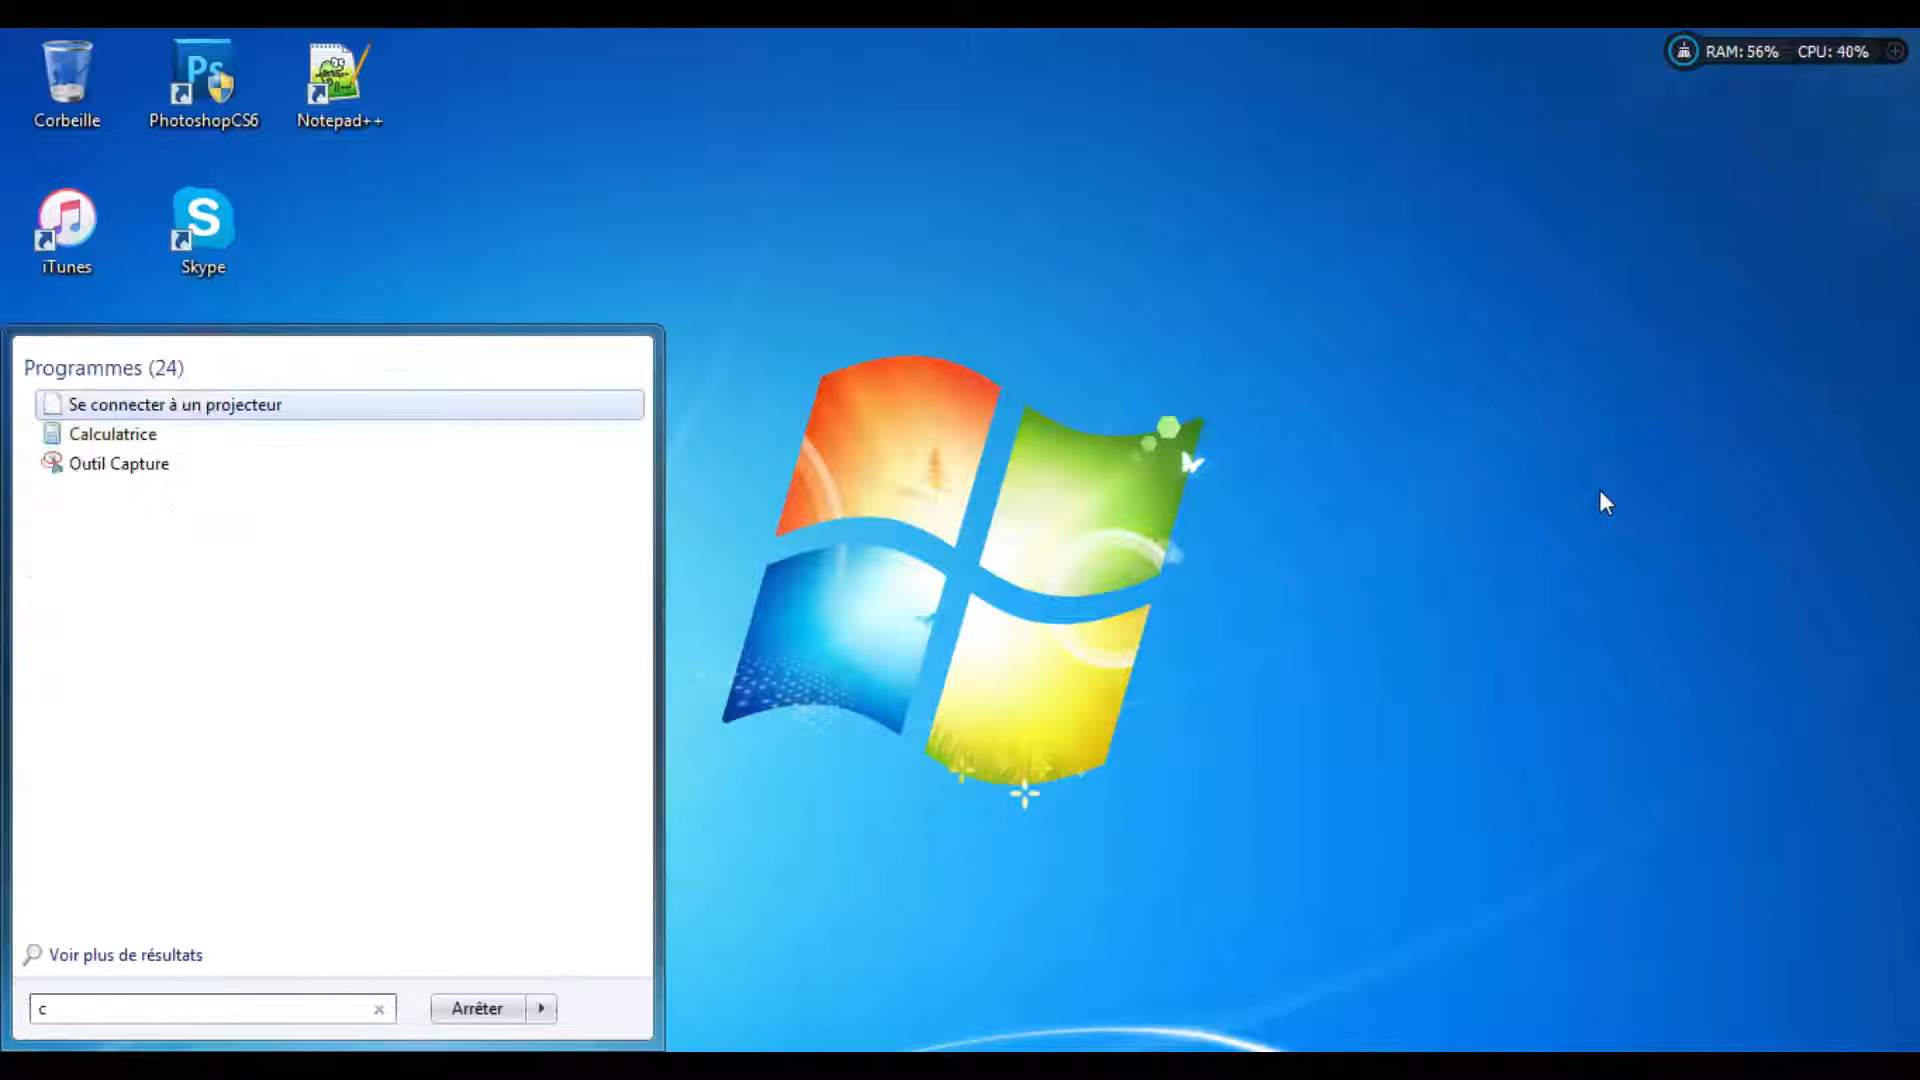 Corbeille
PhotoshopCS6
Notepad++
RAM: 56% CPU: 40%
iTunes
Skype
Programmes (24)
Se connecter à un projecteur
Calculatrice
Outil Capture
Voir plus de résultats
c
Arrêter